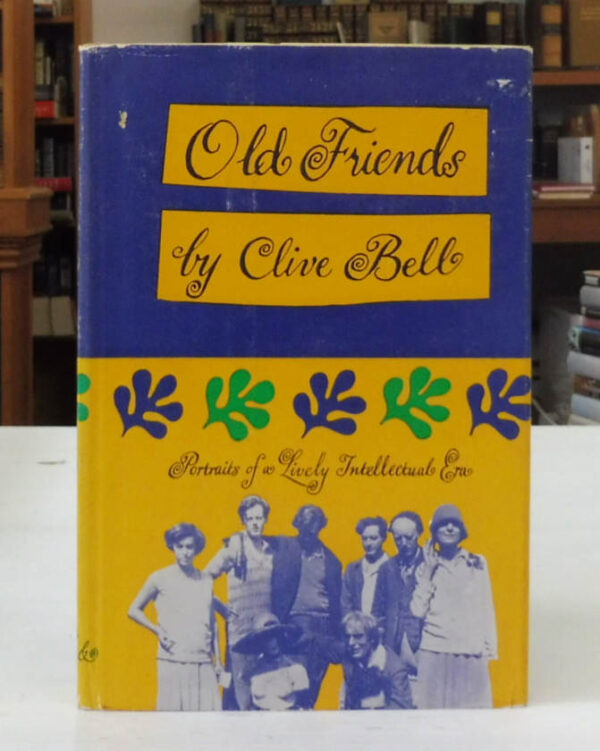 Old Friends
by Clive Bell
Portraits of a Lively Intellectual Era